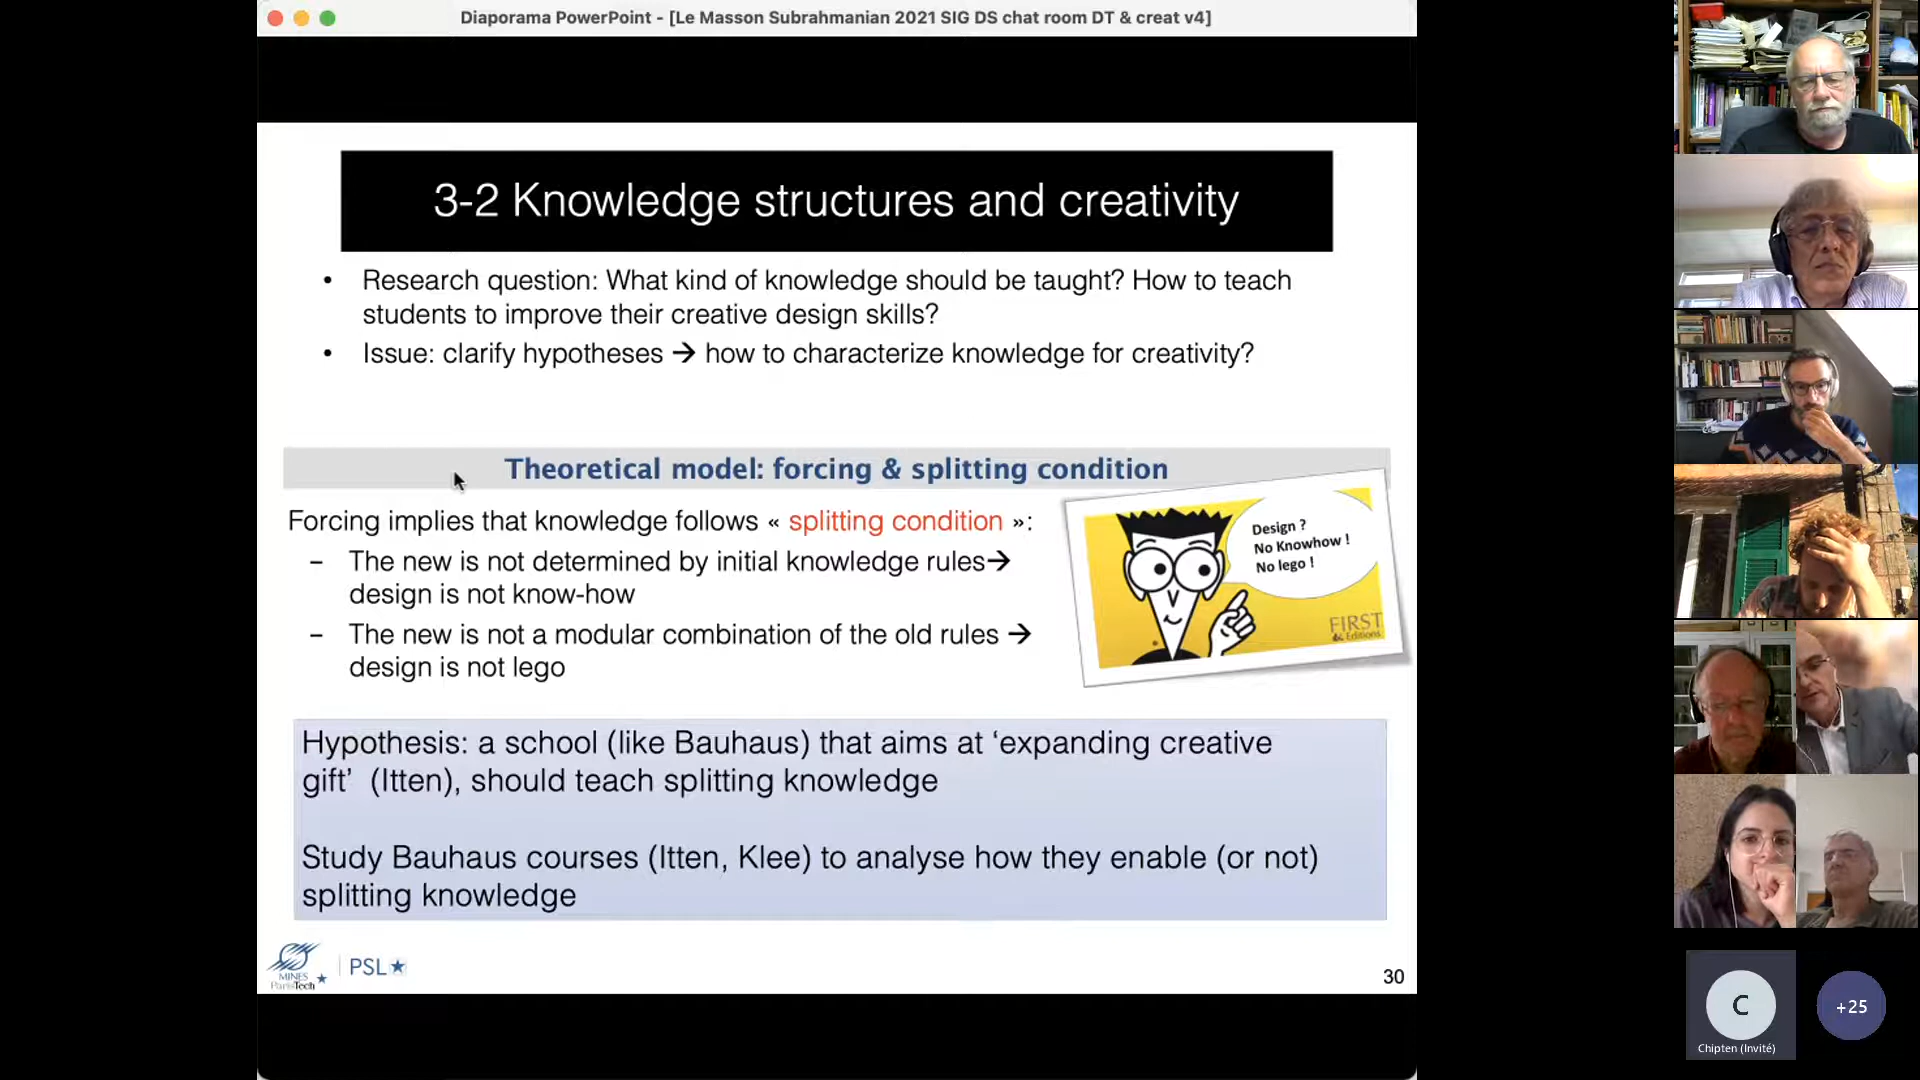 Diaporama PowerPoint - [Le Masson Subrahmanian 2021 SIG DS chat room DT & creat v4]
3-2 Knowledge structures and creativity
• Research question: What kind of knowledge should be taught? How to teach
students to improve their creative design skills?
• Issue: clarify hypotheses → how to characterize knowledge for creativity?
Theoretical model: forcing & splitting condition
Forcing implies that knowledge follows « splitting condition »:
– The new is not determined by initial knowledge rules→
design is not know-how
– The new is not a modular combination of the old rules →
design is not lego
Design ?
No Knowhow !
No lego !
FIRST
Editions
Hypothesis: a school (like Bauhaus) that aims at ‘expanding creative
gift’ (Itten), should teach splitting knowledge
Study Bauhaus courses (Itten, Klee) to analyse how they enable (or not)
splitting knowledge
MINES
ParisTech
PSL★
30
C
Chipten (Invité)
+25